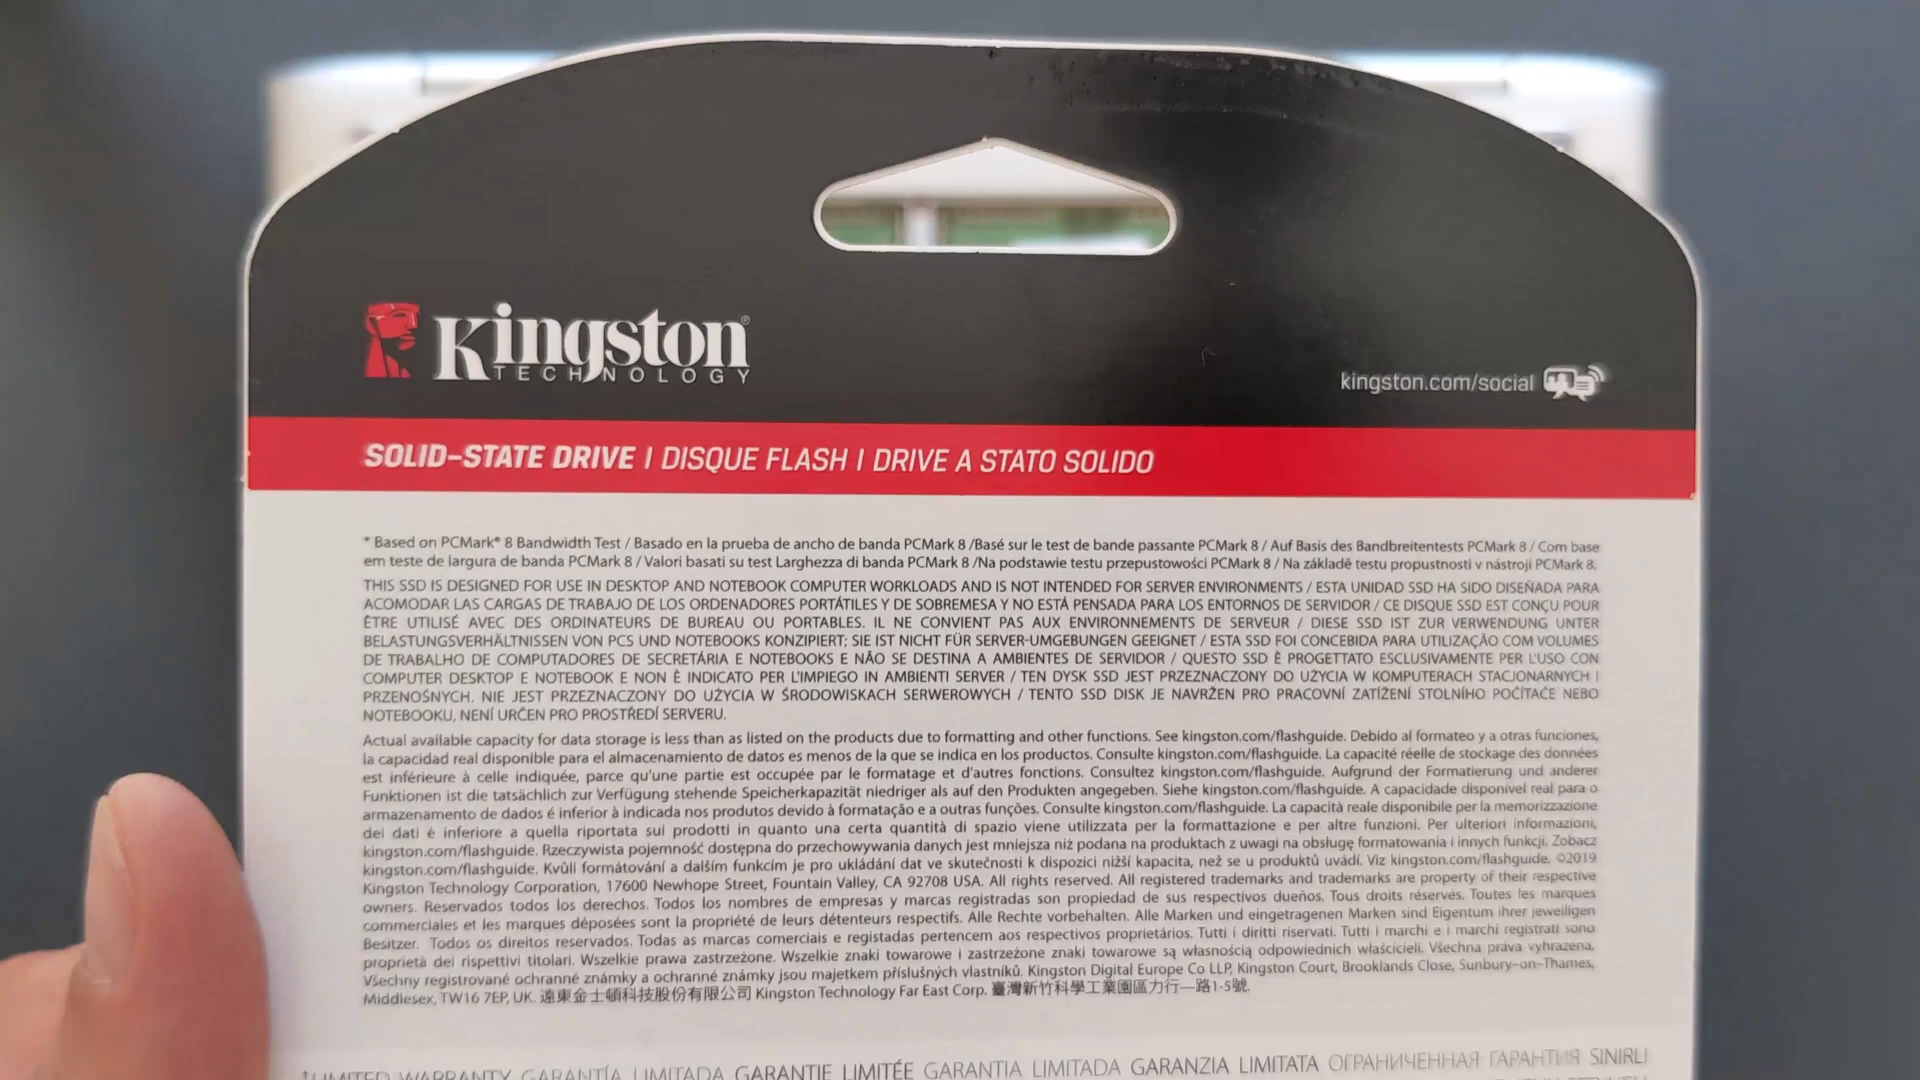 Kingston®
TECHNOLOGY
kingston.com/social
SOLID-STATE DRIVE | DISQUE FLASH | DRIVE A STATO SOLIDO
* Based on PCMark® 8 Bandwidth Test / Basado en la prueba de ancho de banda PCMark 8 /Basé sur le test de bande passante PCMark 8 / Auf Basis des Bandbreitentests PCMark 8 / Com base
em teste de largura de banda PCMark 8 / Valori basati su test Larghezza di banda PCMark 8 /Na podstawie testu przepustowości PCMark 8 / Na základě testu propustnosti v nástroji PCMark 8.
THIS SSD IS DESIGNED FOR USE IN DESKTOP AND NOTEBOOK COMPUTER WORKLOADS AND IS NOT INTENDED FOR SERVER ENVIRONMENTS / ESTA UNIDAD SSD HA SIDO DISEÑADA PARA
ACOMODAR LAS CARGAS DE TRABAJO DE LOS ORDENADORES PORTÁTILES Y DE SOBREMESA Y NO ESTÁ PENSADA PARA LOS ENTORNOS DE SERVIDOR / CE DISQUE SSD EST CONÇU POUR
ÊTRE UTILISÉ AVEC DES ORDINATEURS DE BUREAU OU PORTABLES. IL NE CONVIENT PAS AUX ENVIRONNEMENTS DE SERVEUR / DIESE SSD IST ZUR VERWENDUNG UNTER
BELASTUNGSVERHÄLTNISSEN VON PCS UND NOTEBOOKS KONZIPIERT; SIE IST NICHT FÜR SERVER-UMGEBUNGEN GEEIGNET / ESTA SSD FOI CONCEBIDA PARA UTILIZAÇÃO COM VOLUMES
DE TRABALHO DE COMPUTADORES DE SECRETÁRIA E NOTEBOOKS E NÃO SE DESTINA A AMBIENTES DE SERVIDOR / QUESTO SSD È PROGETTATO ESCLUSIVAMENTE PER L'USO CON
COMPUTER DESKTOP E NOTEBOOK E NON È INDICATO PER L'IMPIEGO IN AMBIENTI SERVER / TEN DYSK SSD JEST PRZEZNACZONY DO UŻYCIA W KOMPUTERACH STACJONARNYCH I
PRZENOŚNYCH. NIE JEST PRZEZNACZONY DO UŻYCIA W ŚRODOWISKACH SERWEROWYCH / TENTO SSD DISK JE NAVRŽEN PRO PRACOVNÍ ZATÍŽENÍ STOLNÍHO POČÍTAČE NEBO
NOTEBOOKU, NENÍ URČEN PRO PROSTŘEDÍ SERVERU.
Actual available capacity for data storage is less than as listed on the products due to formatting and other functions. See kingston.com/flashguide. Debido al formateo y a otras funciones,
la capacidad real disponible para el almacenamiento de datos es menos de la que se indica en los productos. Consulte kingston.com/flashguide. La capacité réelle de stockage des données
est inférieure à celle indiquée, parce qu'une partie est occupée par le formatage et d'autres fonctions. Consultez kingston.com/flashguide. Aufgrund der Formatierung und anderer
Funktionen ist die tatsächlich zur Verfügung stehende Speicherkapazität niedriger als auf den Produkten angegeben. Siehe kingston.com/flashguide. A capacidade disponível real para o
armazenamento de dados é inferior à indicada nos produtos devido à formatação e a outras funções. Consulte kingston.com/flashguide. La capacità reale disponibile per la memorizzazione
dei dati è inferiore a quella riportata sui prodotti in quanto una certa quantità di spazio viene utilizzata per la formattazione e per altre funzioni. Per ulteriori informazioni,
kingston.com/flashguide. Rzeczywista pojemność dostępna do przechowywania danych jest mniejsza niż podana na produktach z uwagi na obsługę formatowania i innych funkcji. Zobacz
kingston.com/flashguide. Kvůli formátování a dalším funkcím je pro ukládání dat ve skutečnosti k dispozici nižší kapacita, než se u produktů uvádí. Viz kingston.com/flashguide. ©2019
Kingston Technology Corporation, 17600 Newhope Street, Fountain Valley, CA 92708 USA. All rights reserved. All registered trademarks and trademarks are property of their respective
owners. Reservados todos los derechos. Todos los nombres de empresas y marcas registradas son propiedad de sus respectivos dueños. Tous droits réservés. Toutes les marques
commerciales et les marques déposées sont la propriété de leurs détenteurs respectifs. Alle Rechte vorbehalten. Alle Marken und eingetragenen Marken sind Eigentum ihrer jeweiligen
Besitzer. Todos os direitos reservados. Todas as marcas comerciais e registadas pertencem aos respectivos proprietários. Tutti i diritti riservati. Tutti i marchi e i marchi registrati sono
proprietà dei rispettivi titolari. Wszelkie prawa zastrzeżone. Wszelkie znaki towarowe i zastrzeżone znaki towarowe są własnością odpowiednich właścicieli. Všechna práva vyhrazena.
Všechny registrované ochranné známky a ochranné známky jsou majetkem příslušných vlastníků. Kingston Digital Europe Co LLP, Kingston Court, Brooklands Close, Sunbury-on-Thames,
Middlesex, TW16 7EP, UK. 遠東金士頓科技股份有限公司 Kingston Technology Far East Corp. 臺灣新竹科學工業園區力行一路1-5號.
†LIMITED WARRANTY GARANTÍA LIMITADA GARANTIE LIMITÉE GARANTIA LIMITADA GARANZIA LIMITATA ОГРАНИЧЕННАЯ ГАРАНТИЯ SINIRLI